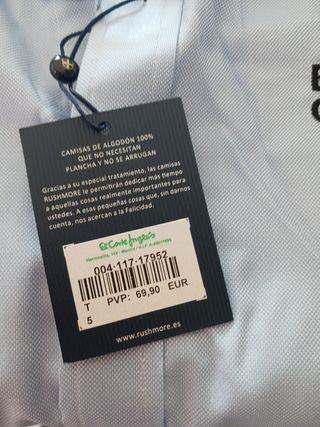 CAMISAS DE ALGODÓN 100%
QUE NO NECESITAN
PLANCHA Y NO SE ARRUGAN
Gracias a su especial tratamiento, las camisas
RUSHMORE le permitirán dedicar más tiempo
a aquellas cosas realmente importantes para
ustedes. A esas pequeñas cosas que, sin darnos
cuenta, nos acercan a la Felicidad.
El Corte Inglés
004-117-17952
T
PVP: 69,90 EUR
5
www.rushmore.es